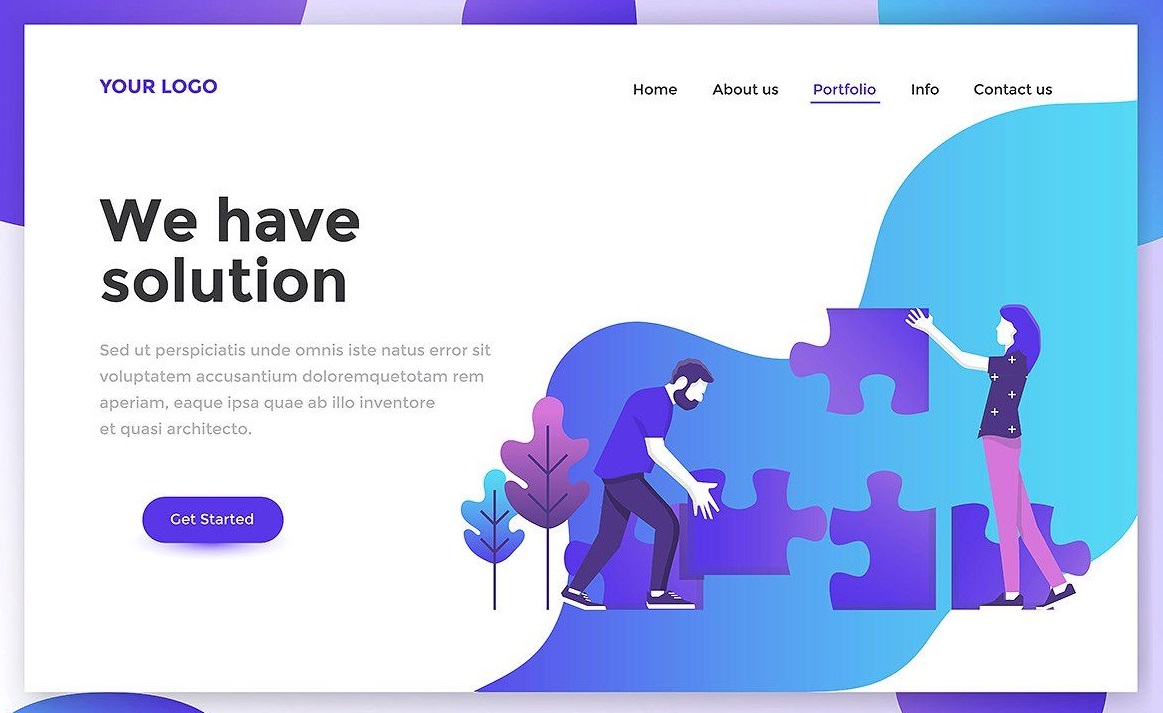 YOUR LOGO
Home About us Portfolio Info Contact us
We have
solution
Sed ut perspiciatis unde omnis iste natus error sit
voluptatem accusantium doloremquetotam rem
aperiam, eaque ipsa quae ab illo inventore
et quasi architecto.
Get Started